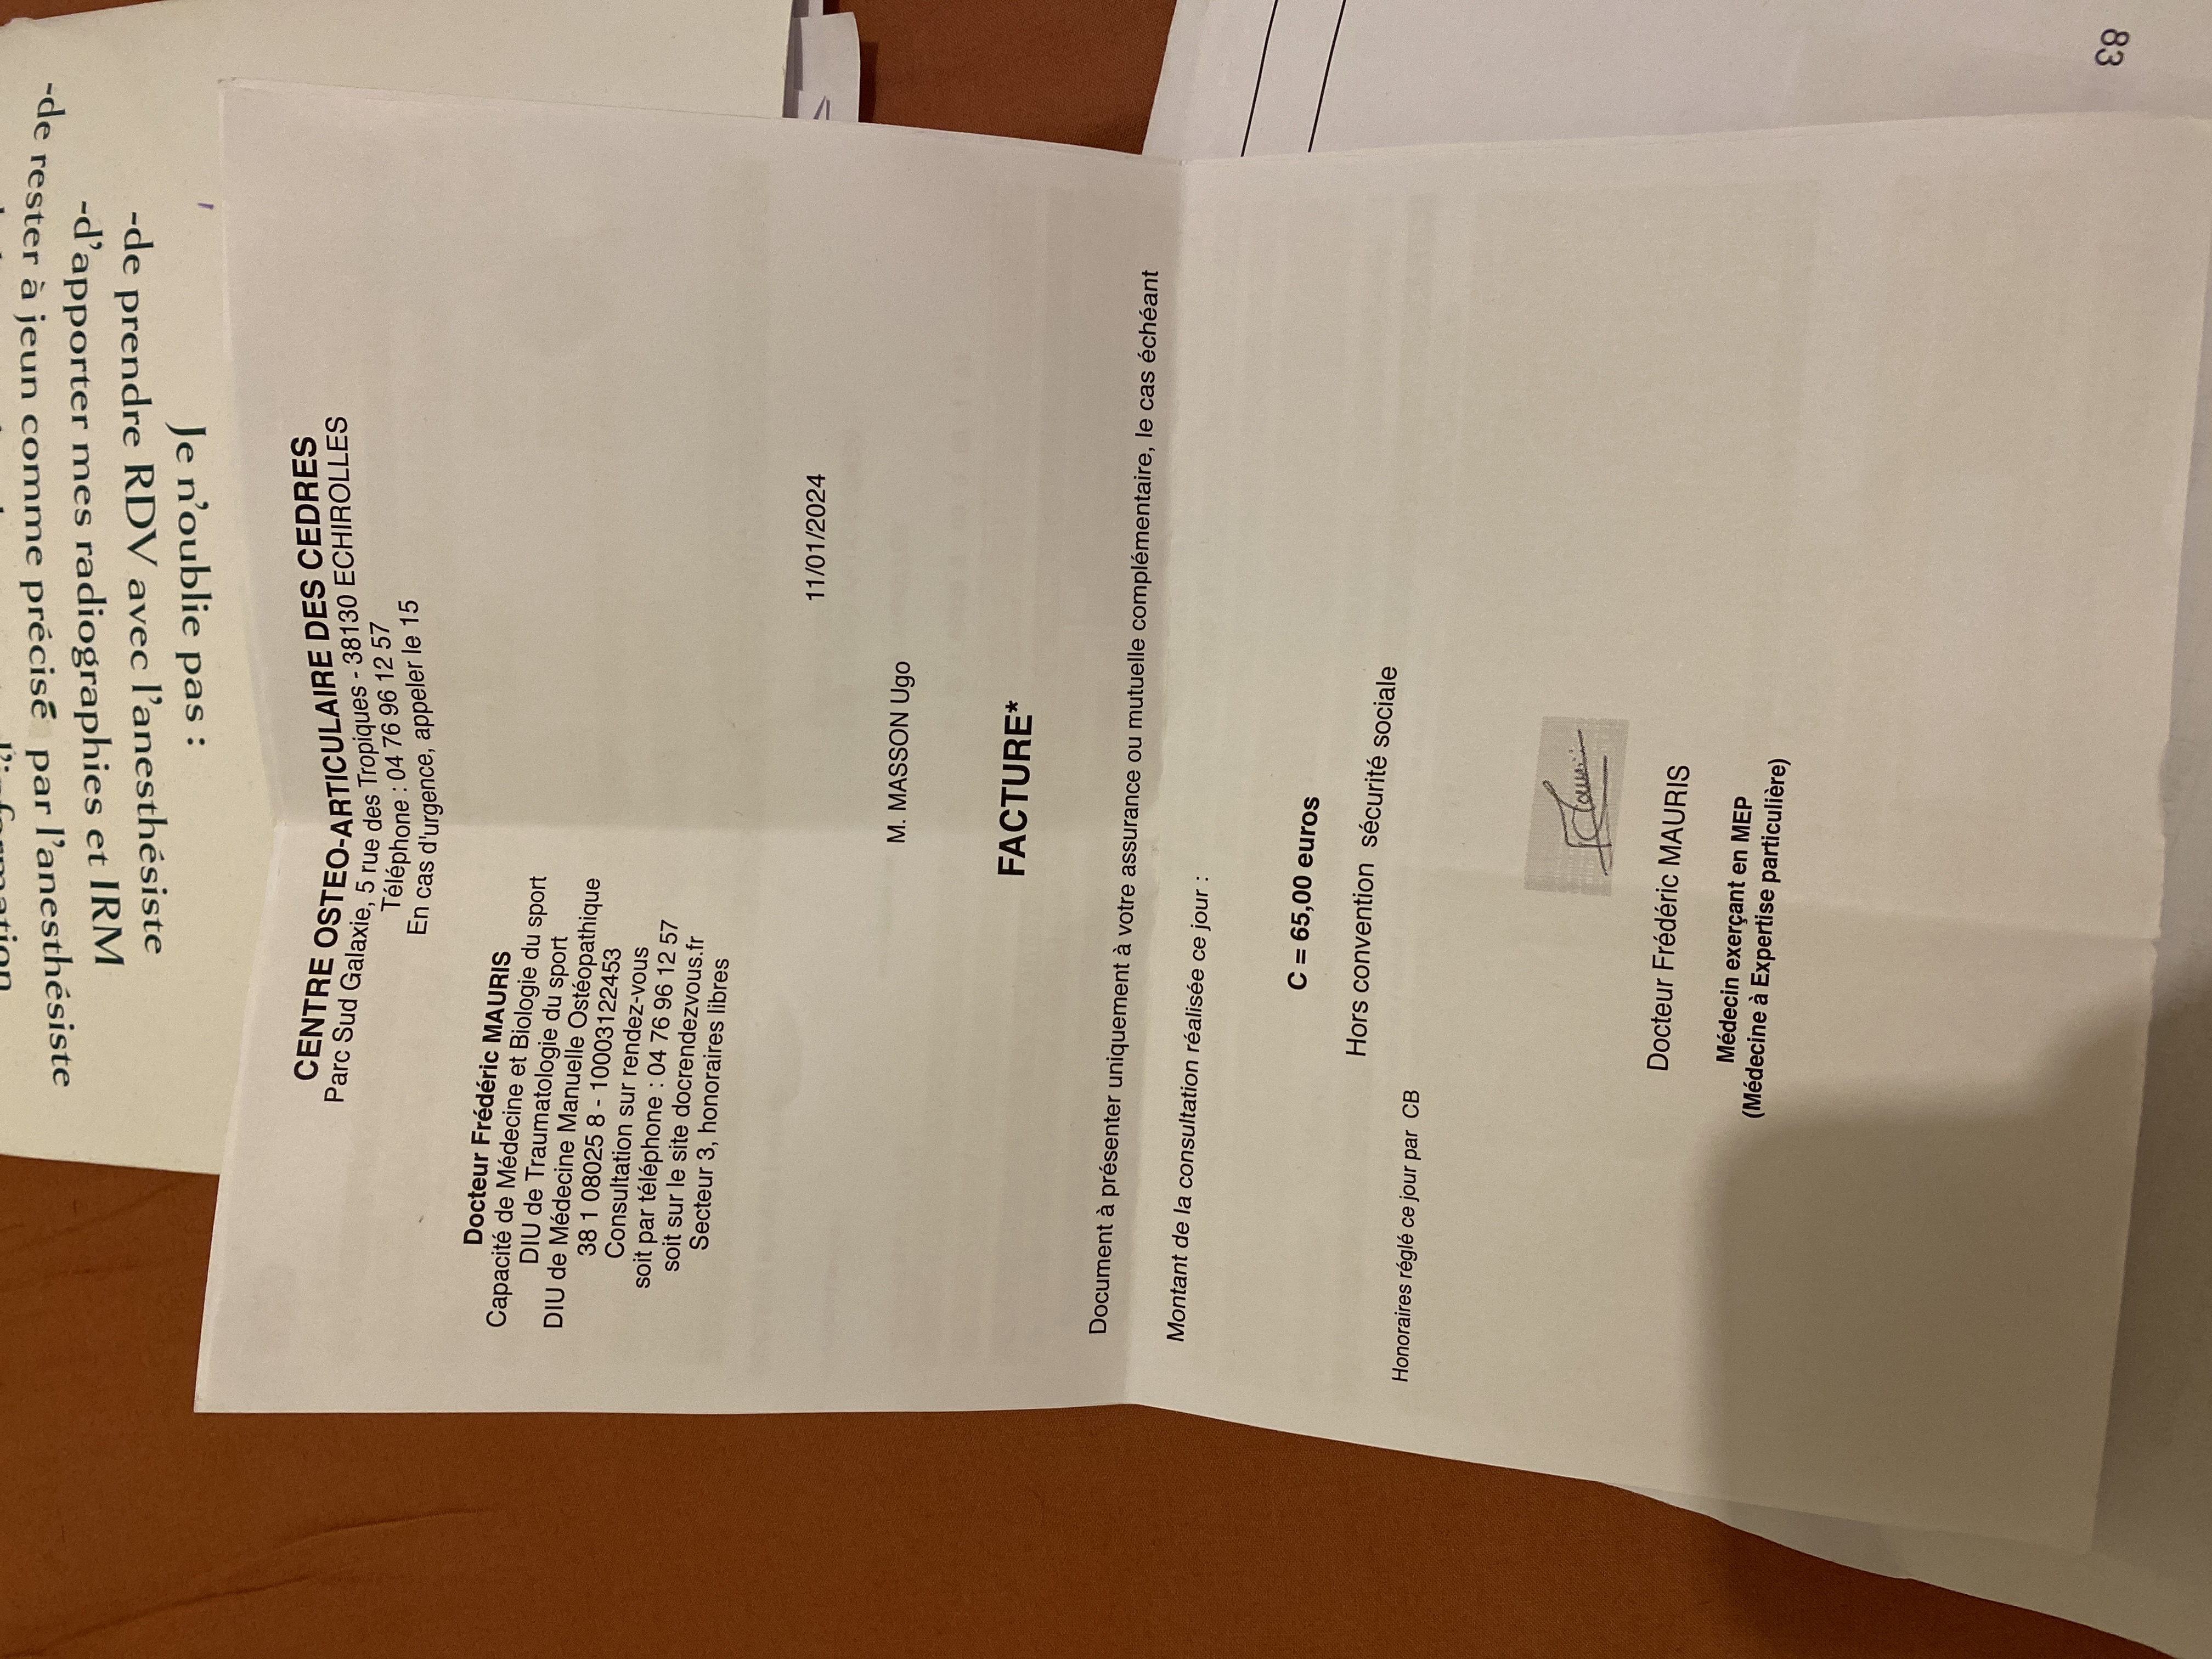 Je n'oublie pas :
-de prendre RDV avec l'anesthésiste
-d'apporter mes radiographies et IRM
-de rester à jeun comme précisé par l'anesthésiste
CENTRE OSTEO-ARTICULAIRE DES CEDRES
Parc Sud Galaxie, 5 rue des Tropiques - 38130 ECHIROLLES
Téléphone : 04 76 96 12 57
En cas d'urgence, appeler le 15
Docteur Frédéric MAURIS
Capacité de Médecine et Biologie du sport
DIU de Traumatologie du sport
DIU de Médecine Manuelle Ostéopathique
38 1 08025 8 - 10003122453
Consultation sur rendez-vous
soit par téléphone : 04 76 96 12 57
soit sur le site docrendezvous.fr
Secteur 3, honoraires libres
11/01/2024
M. MASSON Ugo
FACTURE*
Document à présenter uniquement à votre assurance ou mutuelle complémentaire, le cas échéant
Montant de la consultation réalisée ce jour :
C = 65,00 euros
Hors convention sécurité sociale
Honoraires réglé ce jour par CB
Docteur Frédéric MAURIS
Médecin exerçant en MEP
(Médecine à Expertise particulière)
83